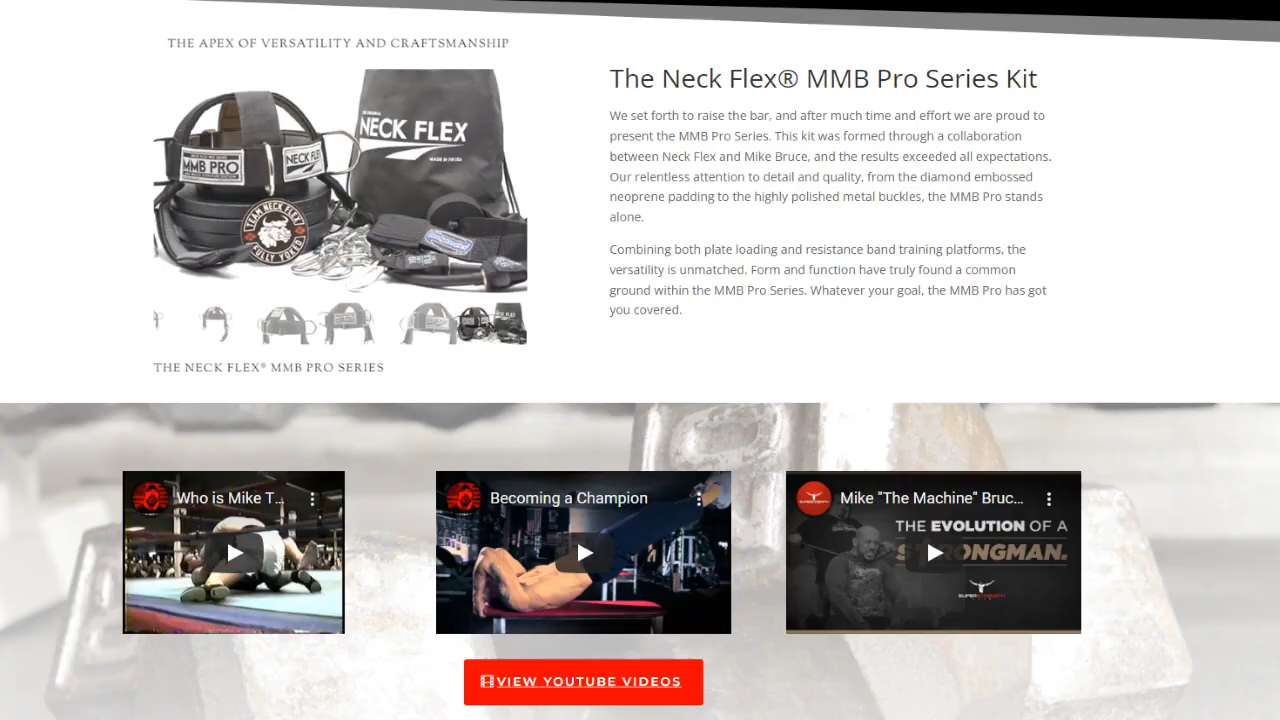 THE APEX OF VERSATILITY AND CRAFTSMANSHIP
NECK FLEX
MADE IN THE USA
MMB PRO
NECK FLEX
TEAM NECK FLEX
FULLY YOKED
THE NECK FLEX® MMB PRO SERIES
The Neck Flex® MMB Pro Series Kit
We set forth to raise the bar, and after much time and effort we are proud to
present the MMB Pro Series. This kit was formed through a collaboration
between Neck Flex and Mike Bruce, and the results exceeded all expectations.
Our relentless attention to detail and quality, from the diamond embossed
neoprene padding to the highly polished metal buckles, the MMB Pro stands
alone.
Combining both plate loading and resistance band training platforms, the
versatility is unmatched. Form and function have truly found a common
ground within the MMB Pro Series. Whatever your goal, the MMB Pro has got
you covered.
Who is Mike T...
Becoming a Champion
Mike "The Machine" Bruc...
THE EVOLUTION OF A
STRONGMAN.
SUPERSTRENGTH
VIEW YOUTUBE VIDEOS